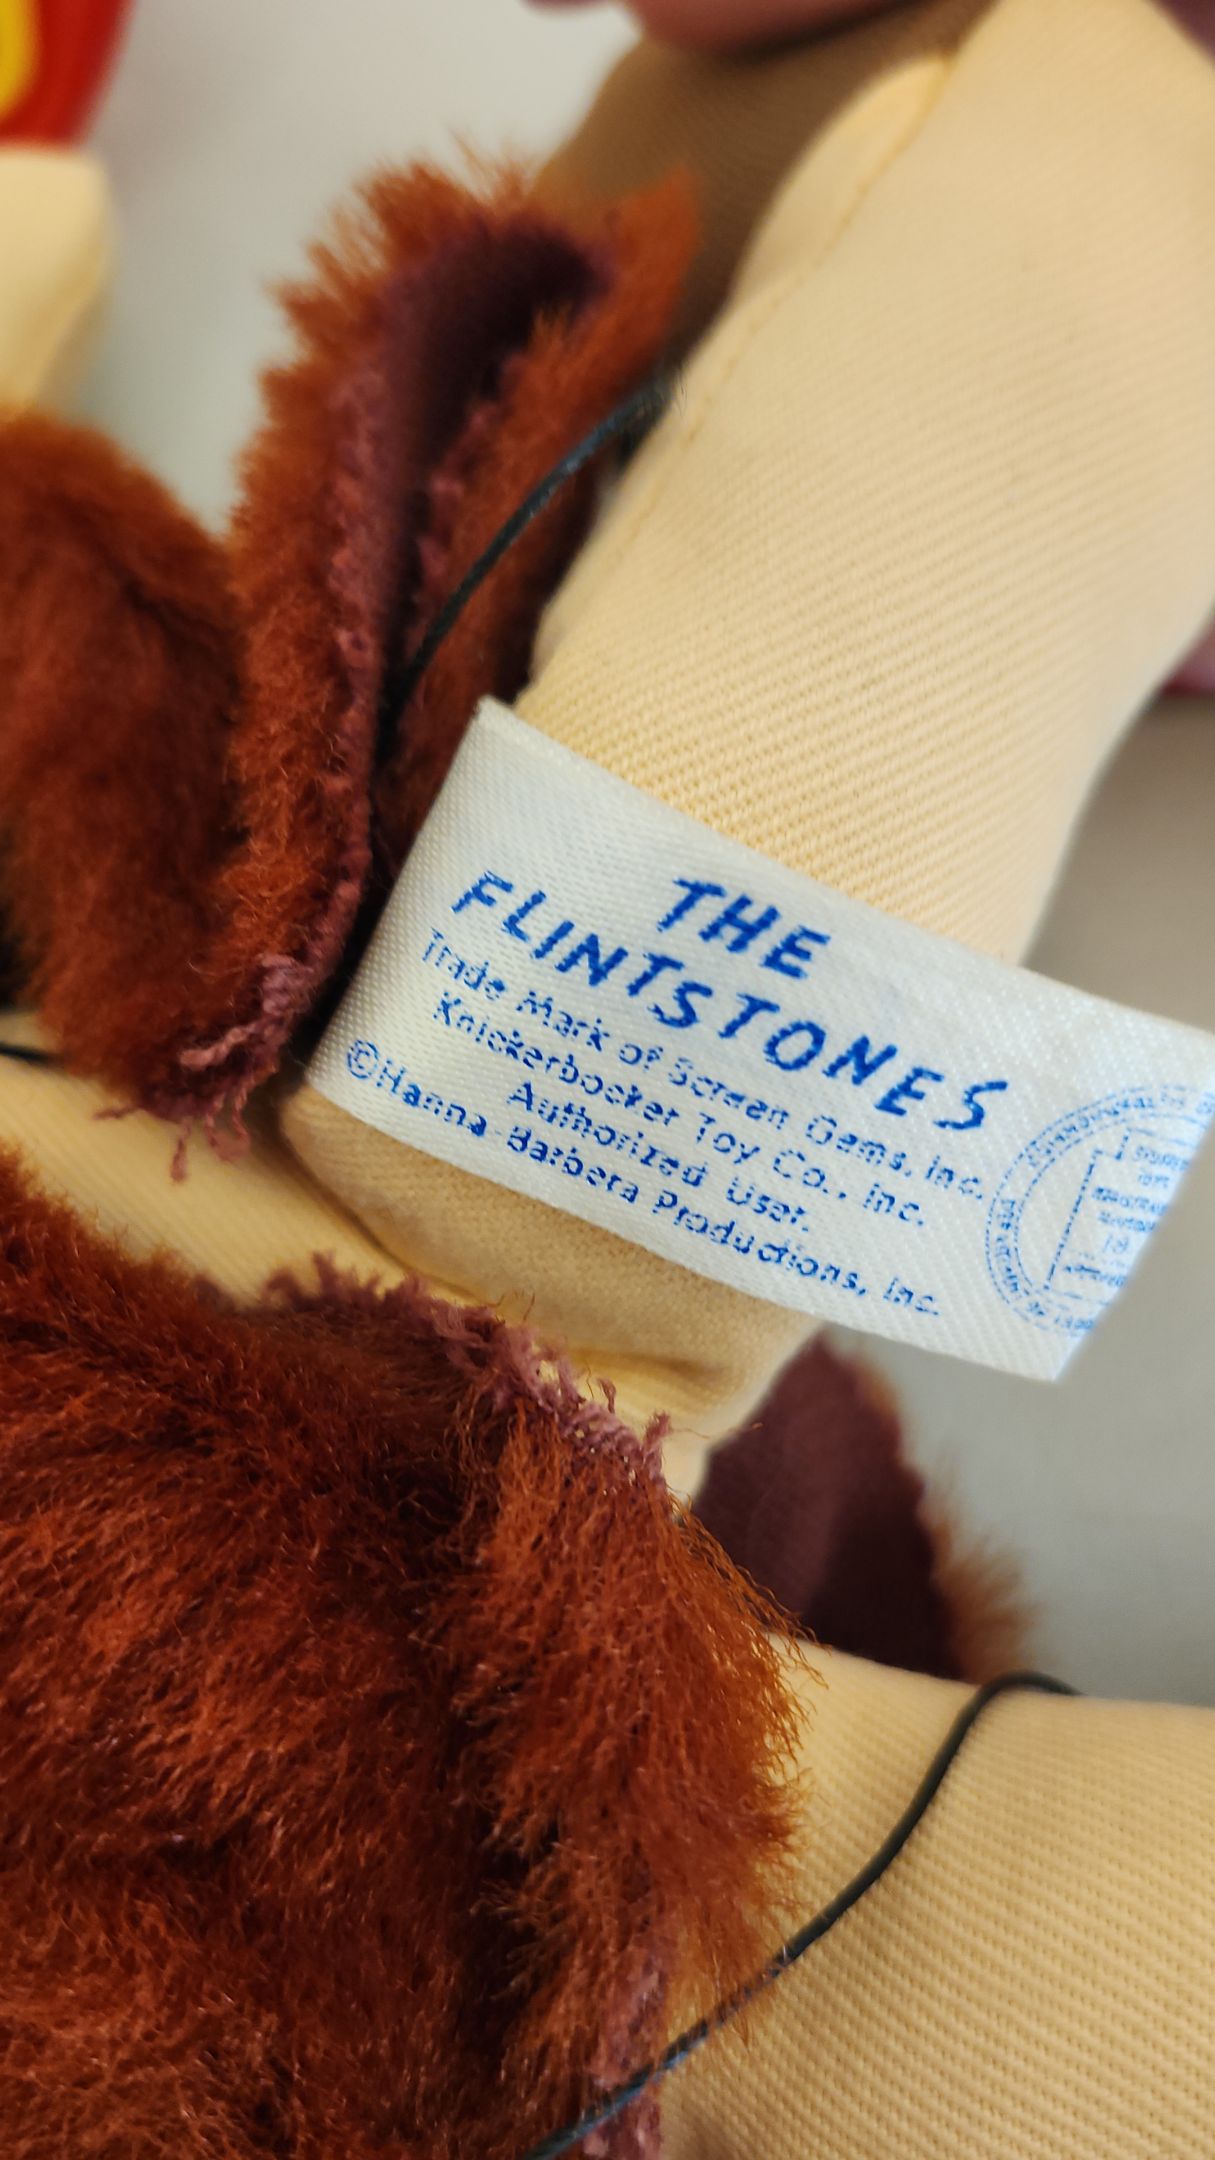 THE
FLINTSTONES
Trade Mark of Screen Gems, Inc.
Knickerbocker Toy Co., Inc.
Authorized User.
©Hanna-Barbera Productions, Inc.